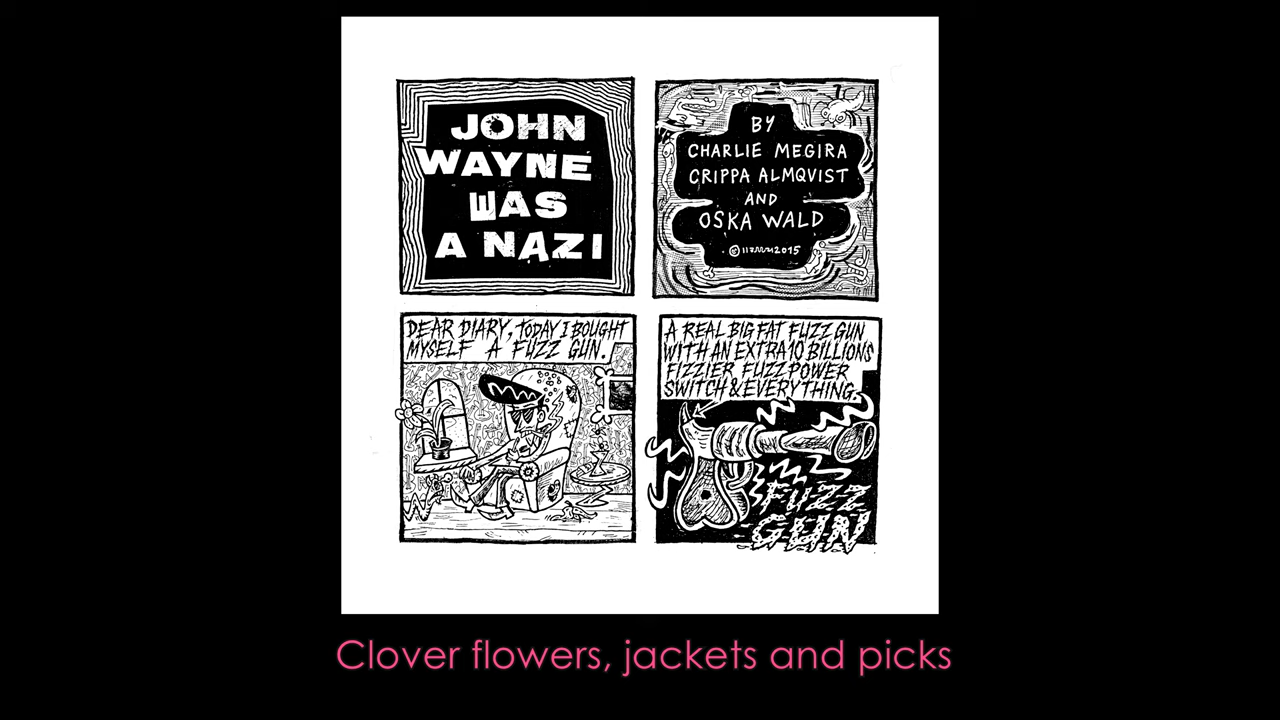 JOHN
WAYNE
WAS
A NAZI
BY
CHARLIE MEGIRA
CRIPPA ALMQVIST
AND
OSKA WALD
2015
DEAR DIARY, TODAY I BOUGHT
MYSELF A FUZZ GUN.
A REAL BIG FAT FUZZ GUN
WITH AN EXTRA 10 BILLIONS
FIZZIER FUZZ POWER
SWITCH & EVERYTHING.
FUZZ
GUN
Clover flowers, jackets and picks